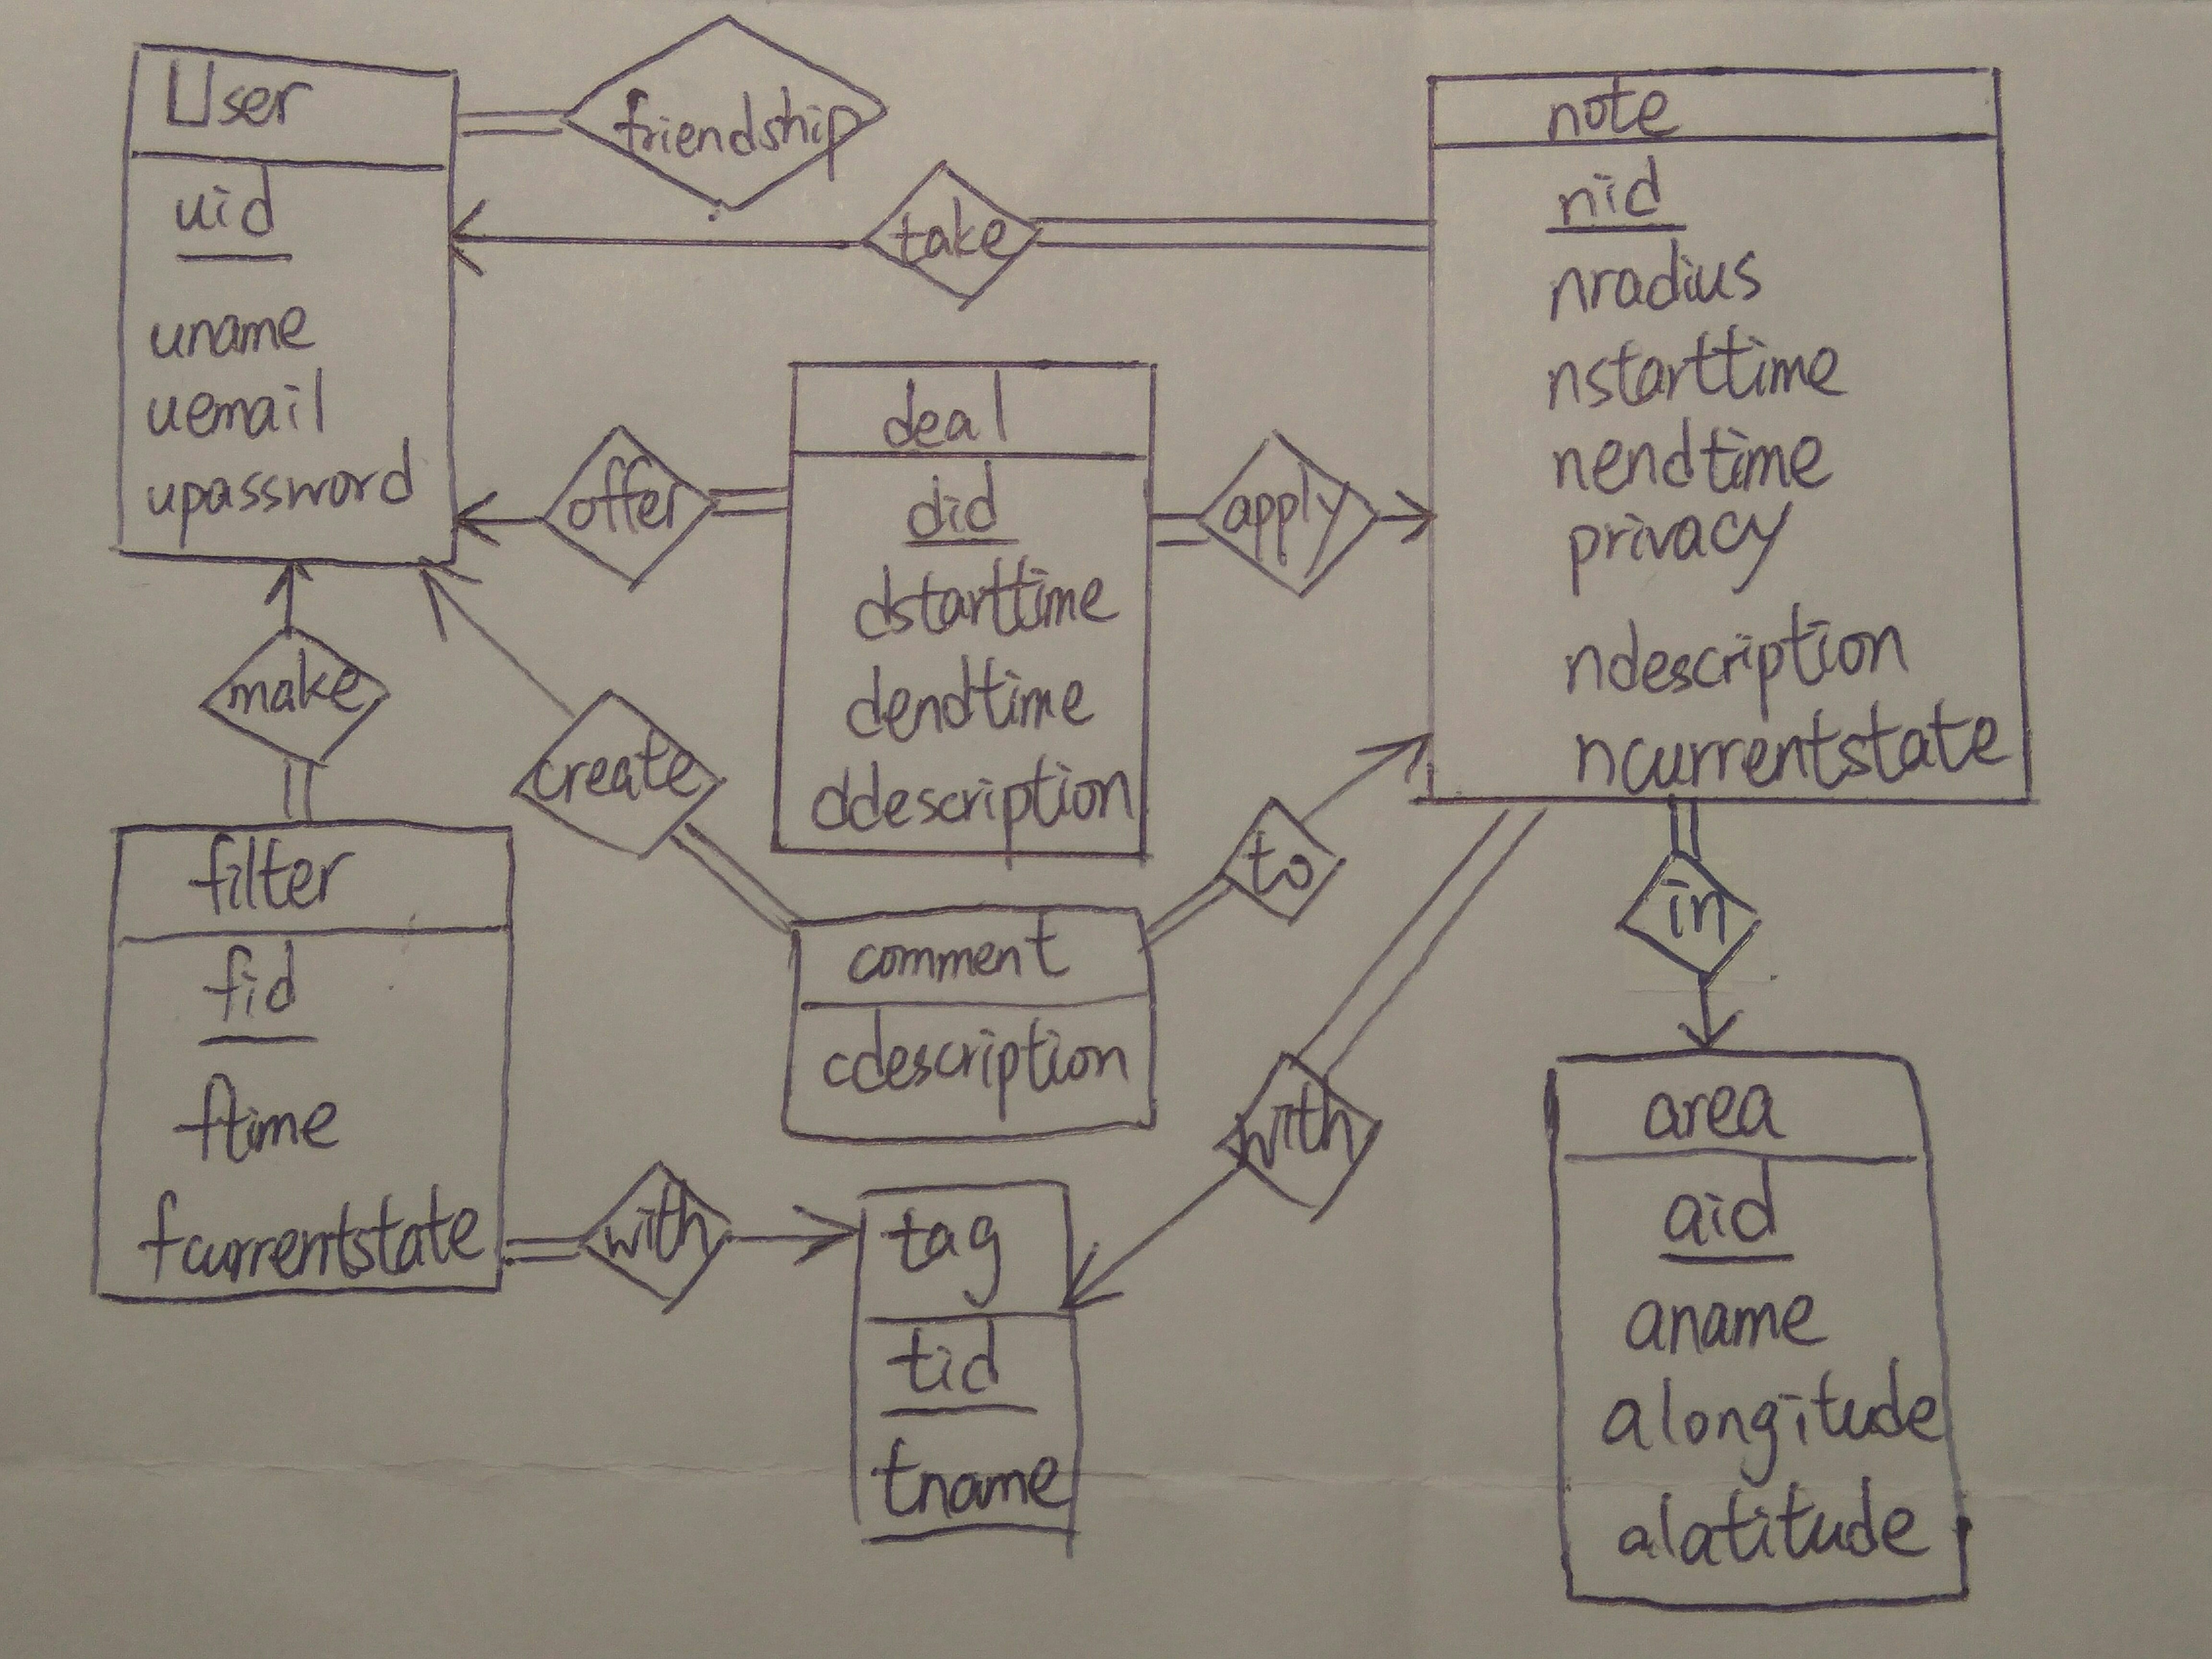 User
uid
uname
uemail
upassword
friendship
take
note
nid
nradius
nstarttime
nendtime
privacy
ndescription
ncurrentstate
offer
deal
did
dstarttime
dendtime
ddescription
apply
make
create
to
in
filter
fid
ftime
fcurrentstate
comment
cdescription
with
with
tag
tid
tname
area
aid
aname
alongitude
alatitude